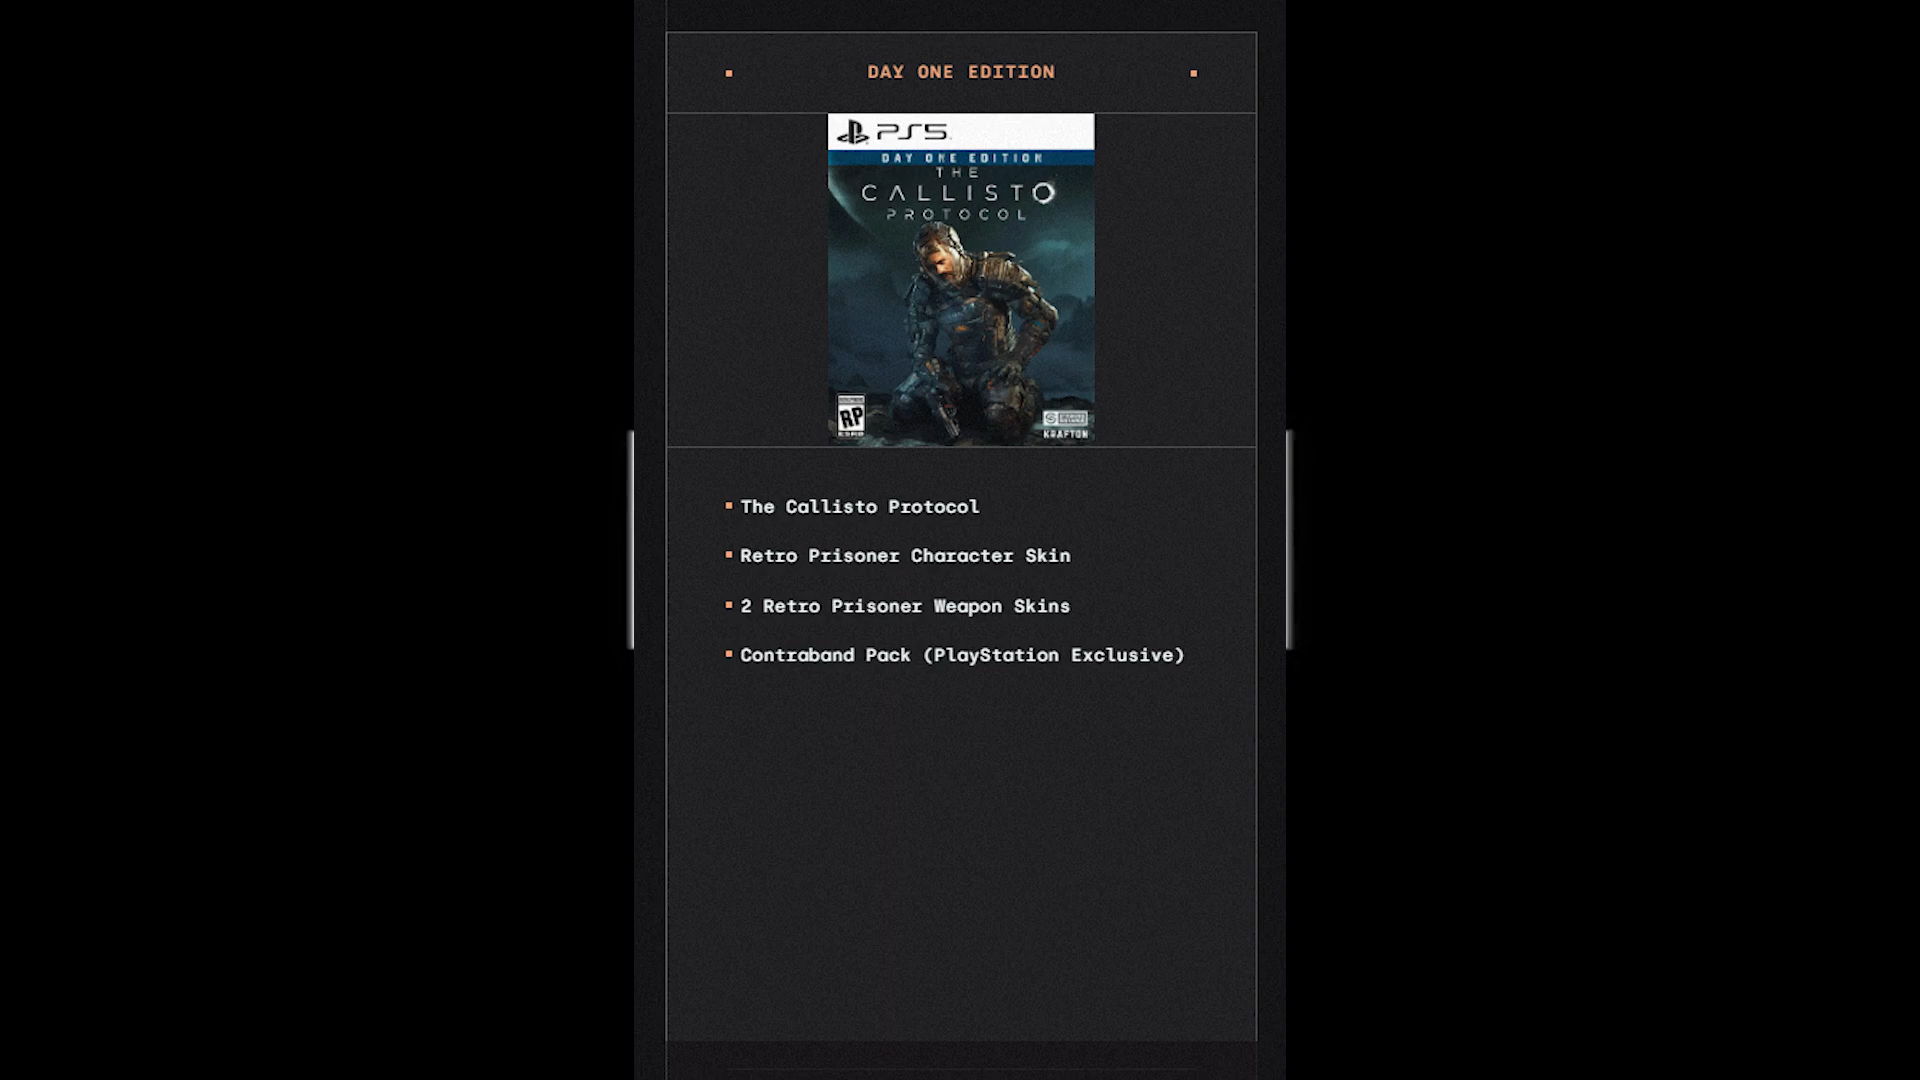 DAY ONE EDITION
PS5
DAY ONE EDITION
THE
CALLISTO
PROTOCOL
RP
ESRB
KRAFTON
The Callisto Protocol
Retro Prisoner Character Skin
2 Retro Prisoner Weapon Skins
Contraband Pack (PlayStation Exclusive)